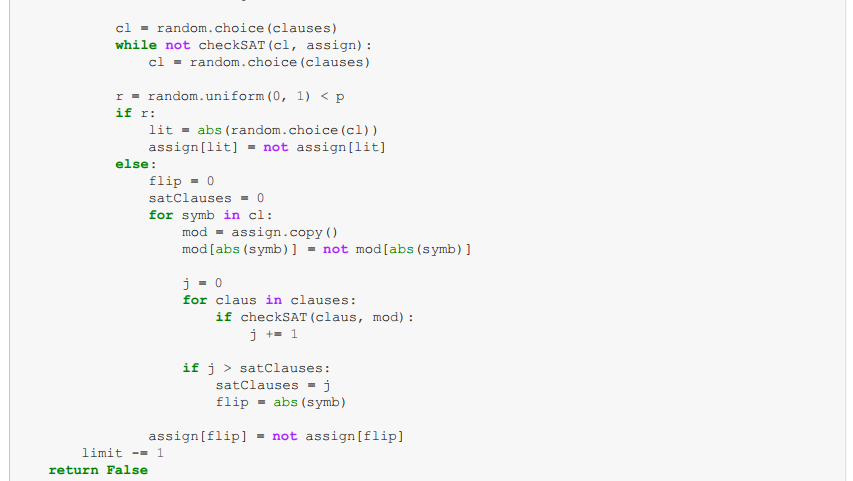 cl = random.choice(clauses)
while not checkSAT(cl, assign):
cl = random.choice(clauses)
r = random.uniform(0, 1) < p
if r:
lit = abs(random.choice(cl))
assign[lit] = not assign[lit]
else:
flip = 0
satClauses = 0
for symb in cl:
mod = assign.copy()
mod[abs(symb)] = not mod[abs(symb)]
j = 0
for claus in clauses:
if checkSAT(claus, mod):
j += 1
if j > satClauses:
satClauses = j
flip = abs(symb)
assign[flip] = not assign[flip]
limit -= 1
return False